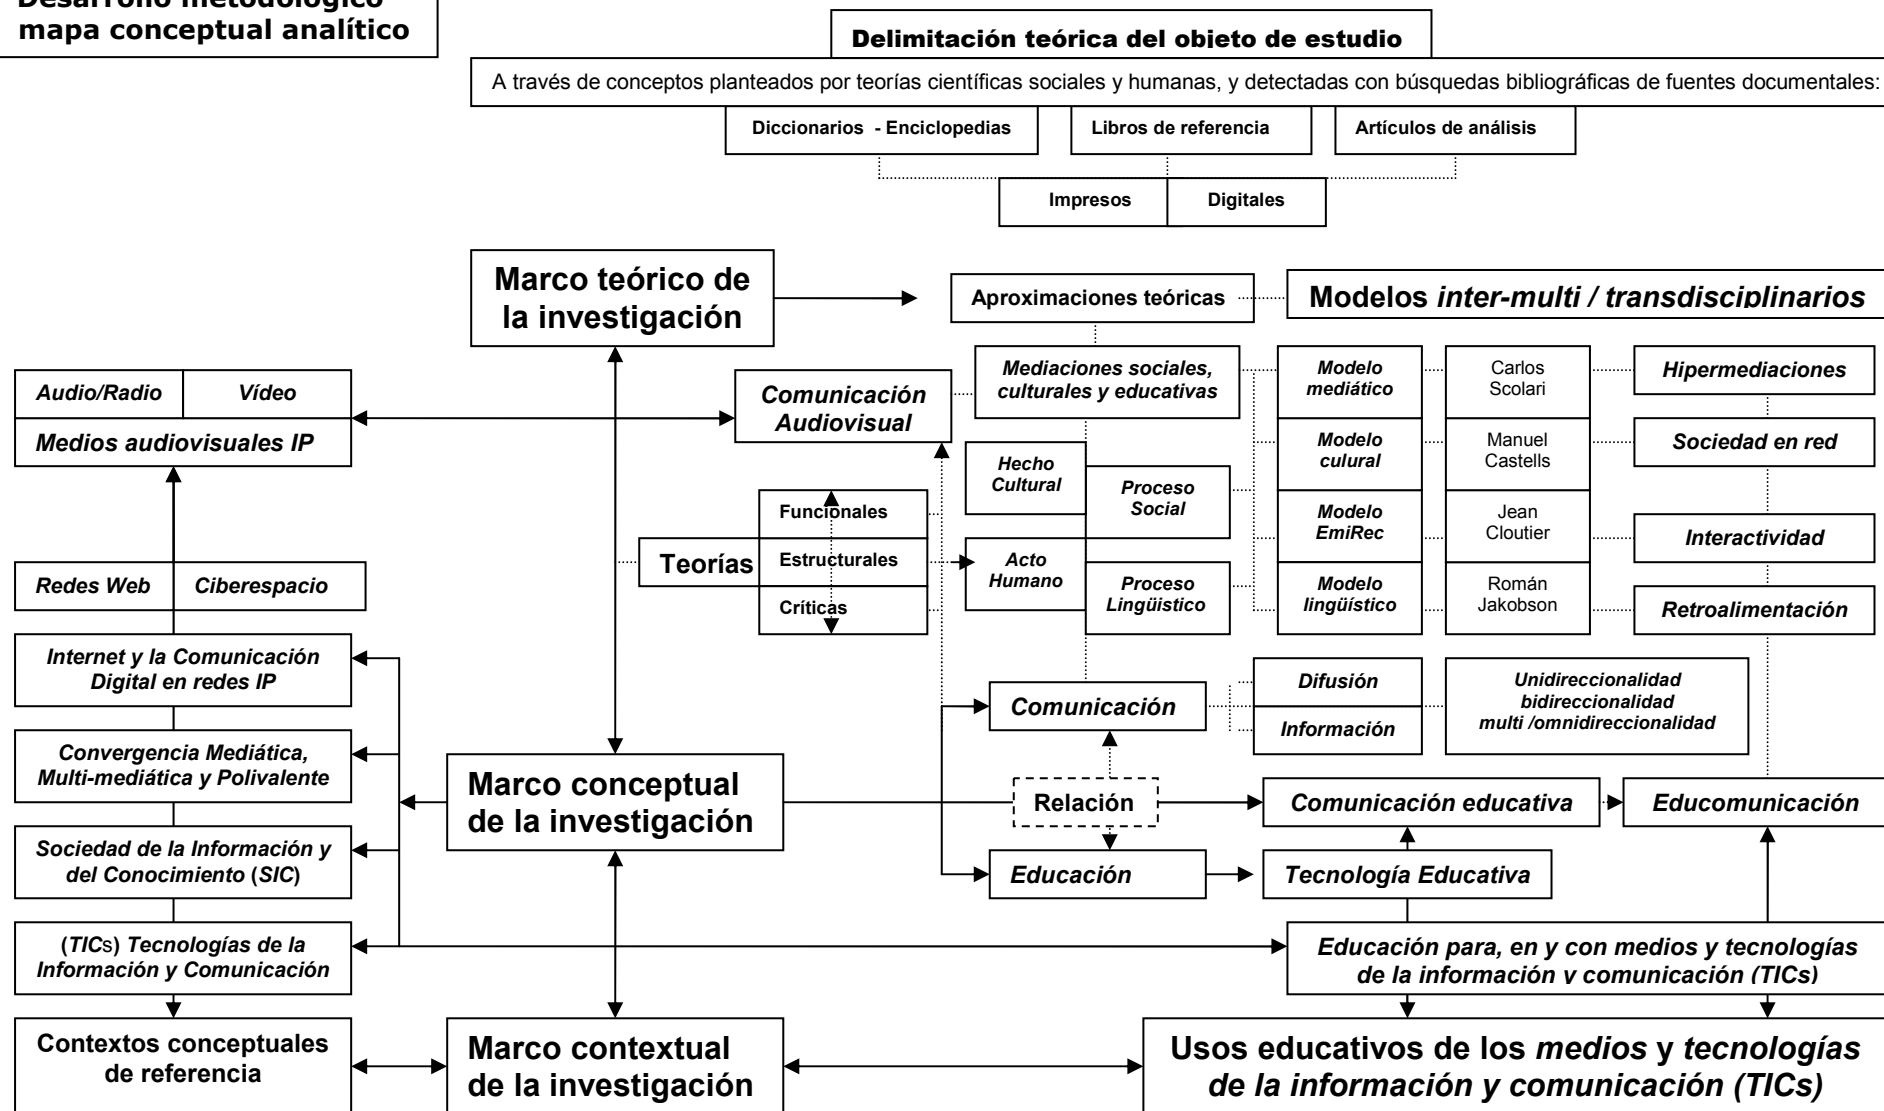 Desarrollo metodológico
mapa conceptual analítico
Delimitación teórica del objeto de estudio
A través de conceptos planteados por teorías científicas sociales y humanas, y detectadas con búsquedas bibliográficas de fuentes documentales:
Diccionarios - Enciclopedias
Libros de referencia
Artículos de análisis
Impresos
Digitales
Marco teórico de
la investigación
Aproximaciones teóricas
Modelos inter-multi / transdisciplinarios
Audio/Radio
Vídeo
Medios audiovisuales IP
Comunicación
Audiovisual
Mediaciones sociales,
culturales y educativas
Modelo
mediático
Carlos
Scolari
Hipermediaciones
Modelo
culural
Manuel
Castells
Sociedad en red
Hecho
Cultural
Proceso
Social
Teorías
Funcionales
Estructurales
Críticas
Acto
Humano
Proceso
Lingüistico
Modelo
EmiRec
Jean
Cloutier
Interactividad
Modelo
lingüístico
Román
Jakobson
Retroalimentación
Redes Web
Ciberespacio
Internet y la Comunicación
Digital en redes IP
Comunicación
Difusión
Información
Unidireccionalidad
bidireccionalidad
multi /omnidireccionalidad
Convergencia Mediática,
Multi-mediática y Polivalente
Marco conceptual
de la investigación
Relación
Comunicación educativa
Educomunicación
Sociedad de la Información y
del Conocimiento (SIC)
Educación
Tecnología Educativa
(TICs) Tecnologías de la
Información y Comunicación
Educación para, en y con medios y tecnologías
de la información y comunicación (TICs)
Contextos conceptuales
de referencia
Marco contextual
de la investigación
Usos educativos de los medios y tecnologías
de la información y comunicación (TICs)